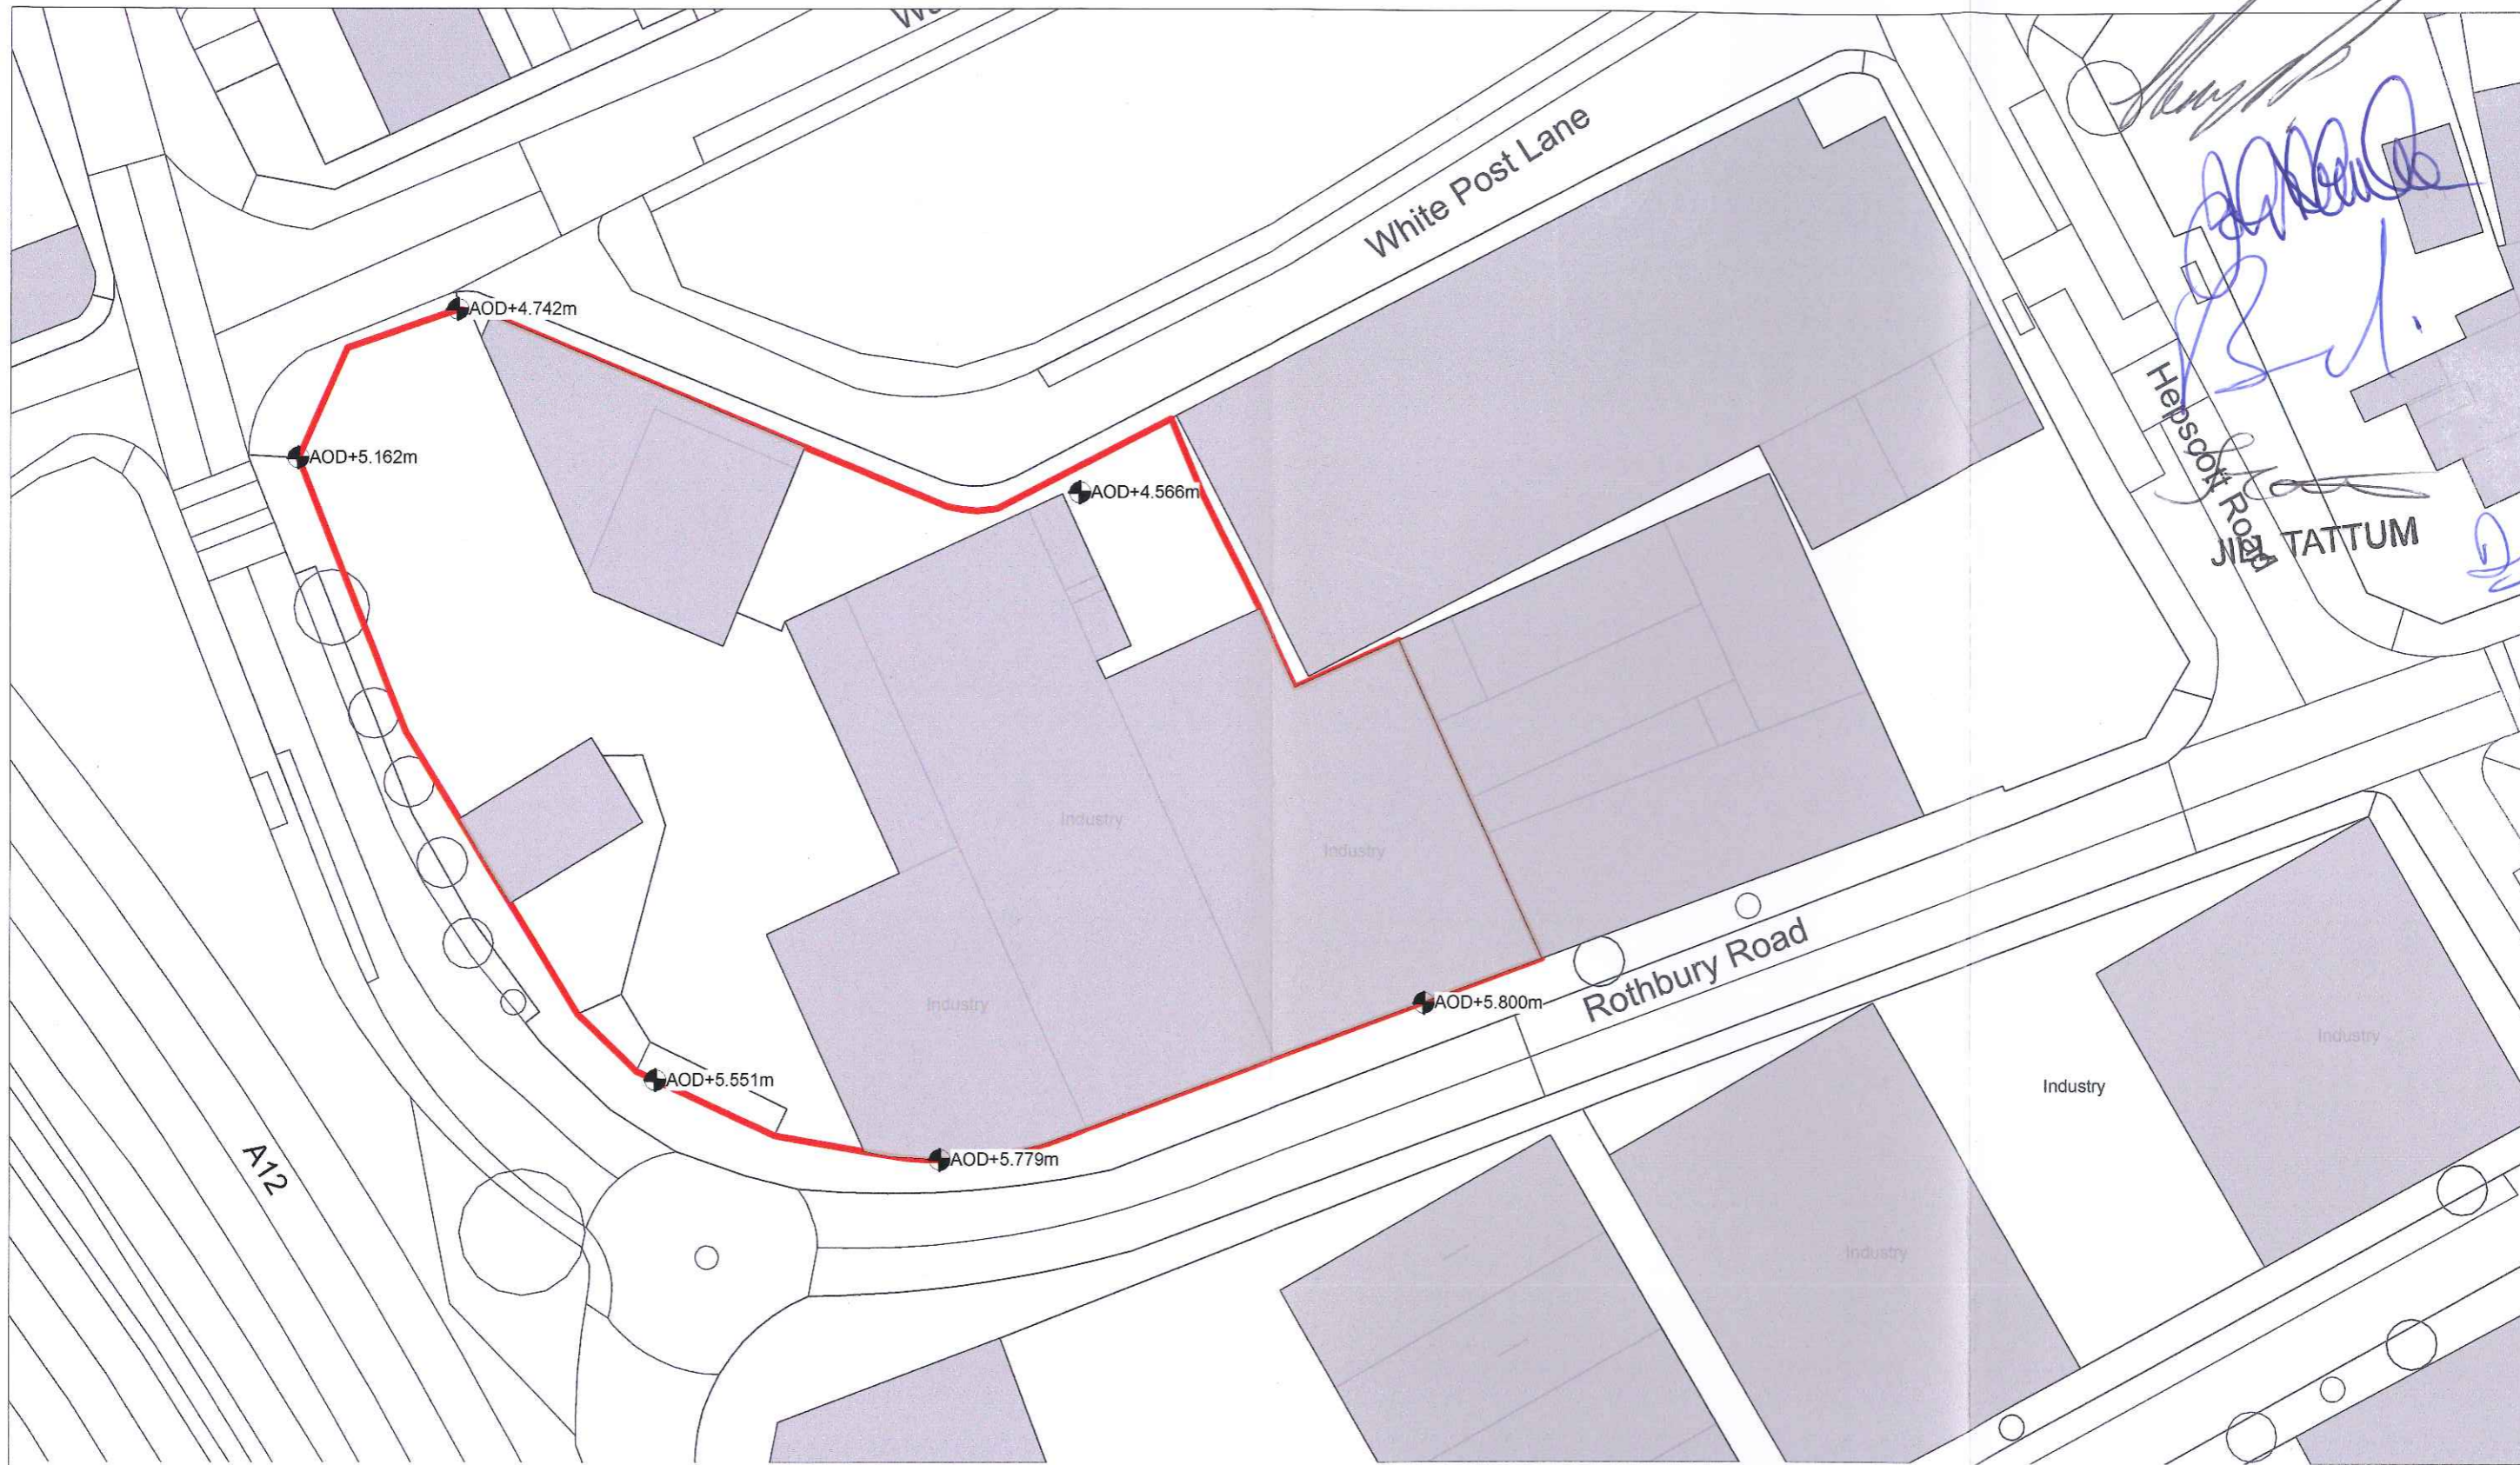 White Post Lane
AOD+4.742m
AOD+5.162m
AOD+4.566m
Hepscott Road
JILL TATTUM
Industry
Industry
Industry
Rothbury Road
AOD+5.800m
AOD+5.551m
AOD+5.779m
A12
Industry
Industry
Industry